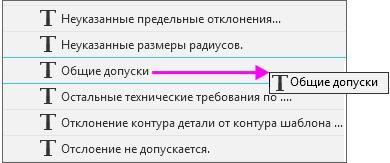 Неуказанные предельные отклонения...
Неуказанные размеры радиусов.
Общие допуски
Общие допуски
Остальные технические требования по ....
Отклонение контура детали от контура шаблона ...
Отслоение не допускается.